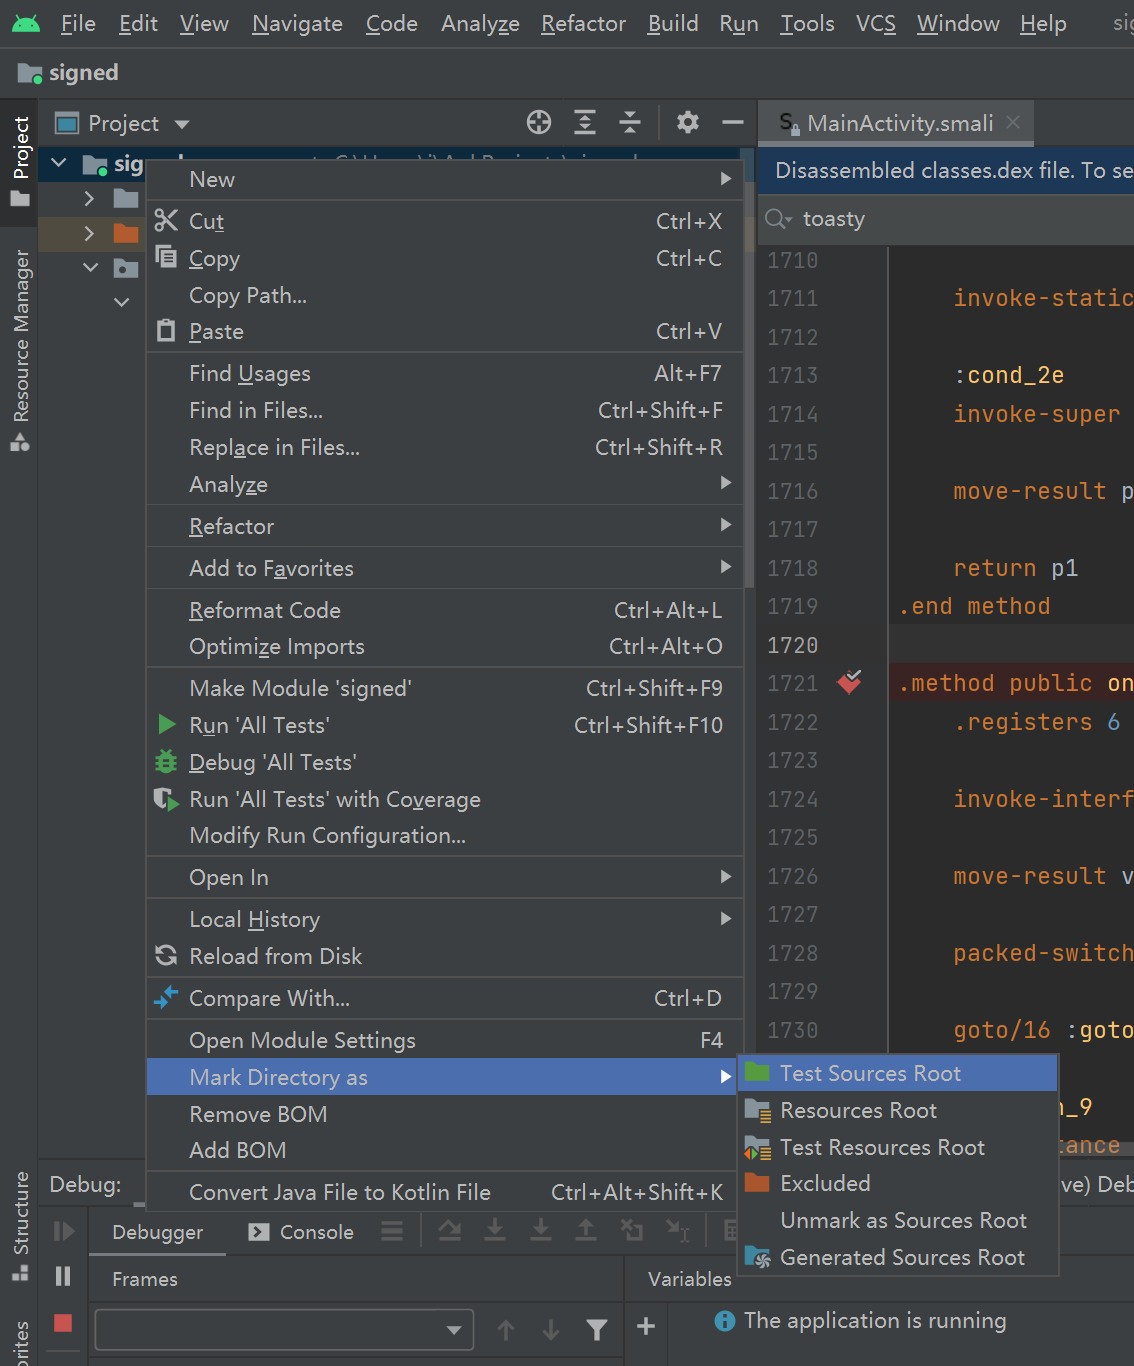 File Edit View Navigate Code Analyze Refactor Build Run Tools VCS Window Help
signed
Project
MainActivity.smali
Project
Resource Manager
Structure
Disassembled classes.dex file. To se
toasty
New
Cut Ctrl+X
Copy Ctrl+C
Copy Path...
Paste Ctrl+V
Find Usages Alt+F7
Find in Files... Ctrl+Shift+F
Replace in Files... Ctrl+Shift+R
Analyze
Refactor
Add to Favorites
Reformat Code Ctrl+Alt+L
Optimize Imports Ctrl+Alt+O
Make Module 'signed' Ctrl+Shift+F9
Run 'All Tests' Ctrl+Shift+F10
Debug 'All Tests'
Run 'All Tests' with Coverage
Modify Run Configuration...
Open In
Local History
Reload from Disk
Compare With... Ctrl+D
Open Module Settings F4
Mark Directory as
Remove BOM
Add BOM
Convert Java File to Kotlin File Ctrl+Alt+Shift+K
Test Sources Root
Resources Root
Test Resources Root
Excluded
Unmark as Sources Root
Generated Sources Root
1710
1711 invoke-static
1712
1713 :cond_2e
1714 invoke-super
1715
1716 move-result p
1717
1718 return p1
1719 .end method
1720
1721 .method public on
1722 .registers 6
1723
1724 invoke-interf
1725
1726 move-result v
1727
1728 packed-switch
1729
1730 goto/16 :goto
_9
tance
Debug:
ve) Deb
Debugger Console
Frames
Variables
The application is running